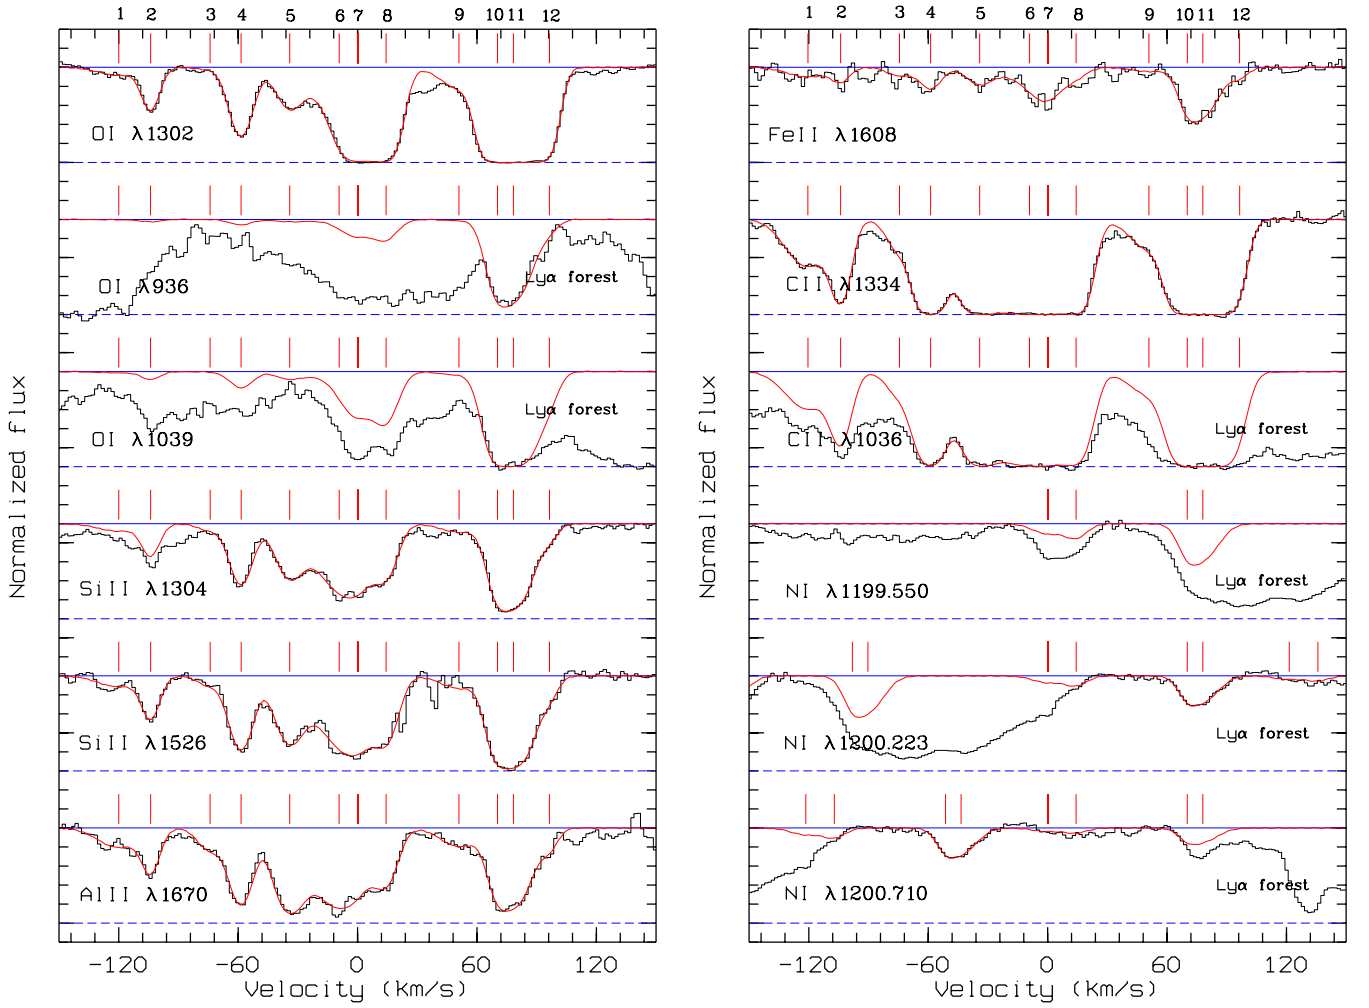 1 2 3 4 5 6 7 8 9 10 11 12
OI λ1302
OI λ936
Lyα forest
OI λ1039
Lyα forest
SiII λ1304
SiII λ1526
AlII λ1670
-120 -60 0 60 120
Velocity (km/s)
Normalized flux
1 2 3 4 5 6 7 8 9 10 11 12
FeII λ1608
CII λ1334
CII λ1036
Lyα forest
NI λ1199.550
Lyα forest
NI λ1200.223
Lyα forest
NI λ1200.710
Lyα forest
-120 -60 0 60 120
Velocity (km/s)
Normalized flux